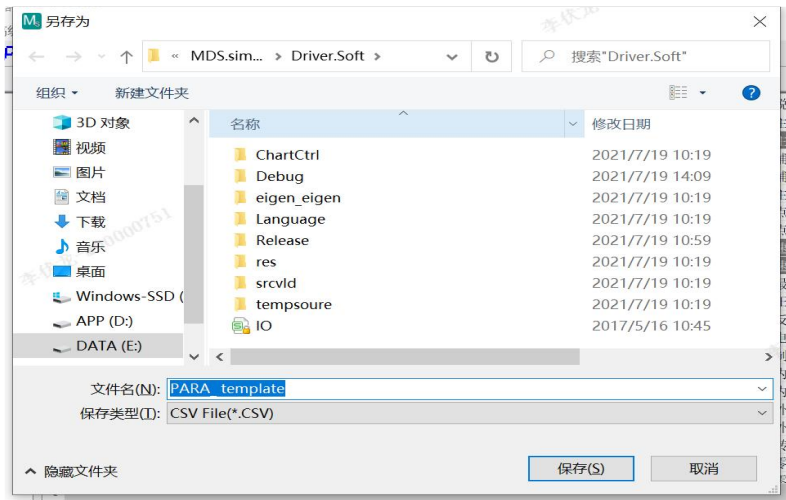 另存为
« MDS.sim... > Driver.Soft >
搜索"Driver.Soft"
组织
新建文件夹
3D 对象
视频
图片
文档
下载
音乐
桌面
Windows-SSD (
APP (D:)
DATA (E:)
名称 修改日期
ChartCtrl 2021/7/19 10:19
Debug 2021/7/19 14:09
eigen_eigen 2021/7/19 10:19
Language 2021/7/19 10:19
Release 2021/7/19 10:59
res 2021/7/19 10:19
srcvld 2021/7/19 10:19
tempsoure 2021/7/19 10:19
IO 2017/5/16 10:45
文件名(N): PARA_template
保存类型(T): CSV File(*.CSV)
隐藏文件夹
保存(S)
取消